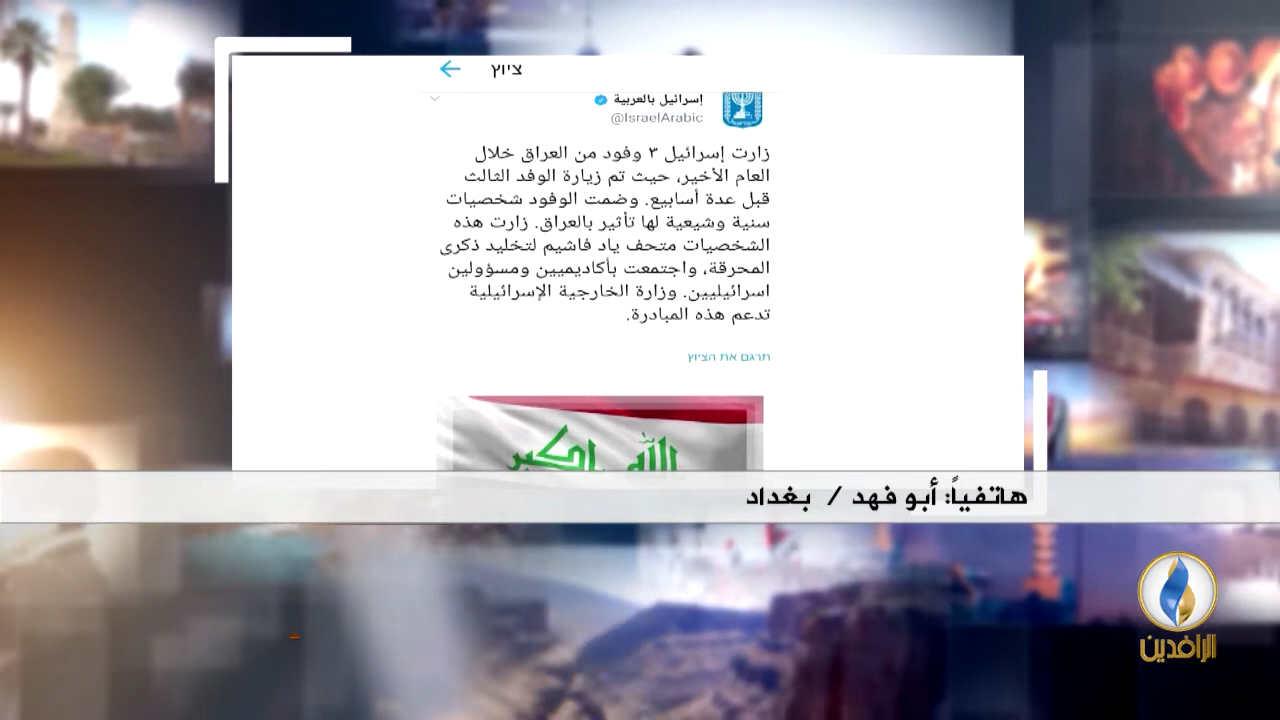 ציוץ
إسرائيل بالعربية
@IsraelArabic
زارت إسرائيل ٣ وفود من العراق خلال
العام الأخير، حيث تم زيارة الوفد الثالث
قبل عدة أسابيع. وضمت الوفود شخصيات
سنية وشيعية لها تأثير بالعراق. زارت هذه
الشخصيات متحف ياد فاشيم لتخليد ذكرى
المحرقة، واجتمعت بأكاديميين ومسؤولين
اسرائيليين. وزارة الخارجية الإسرائيلية
تدعم هذه المبادرة.
תרגם את הציוץ
الله اكبر
هاتفياً: أبو فهد / بغداد
الرافدين